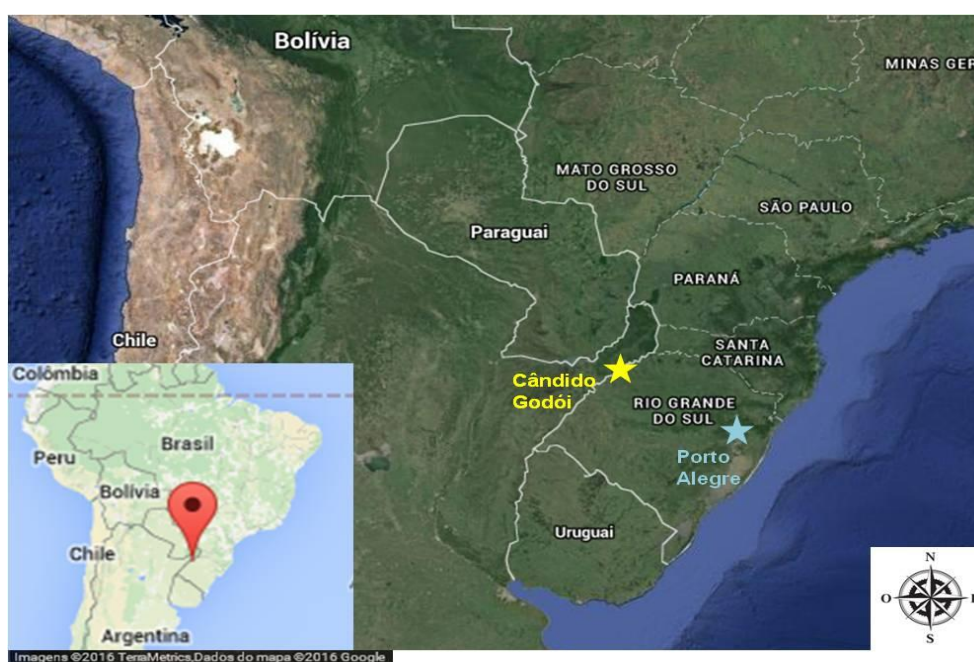 Bolívia
MINAS GER
MATO GROSSO
DO SUL
SÃO PAULO
Paraguai
PARANÁ
Chile
SANTA
CATARINA
Cândido
Godói
RIO GRANDE
DO SUL
Porto
Alegre
Uruguai
Colômbia
Brasil
Peru
Bolívia
Chile
Argentina
N
O
S
Imagens ©2016 TerraMetrics,Dados do mapa ©2016 Google